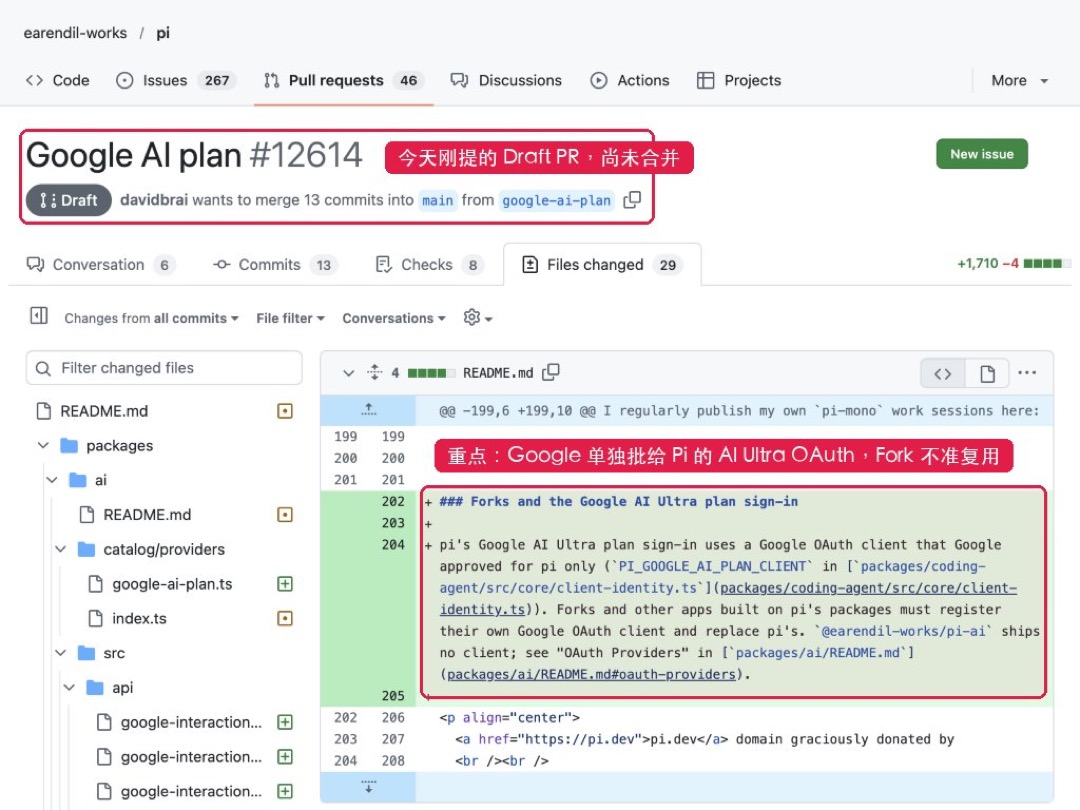 earendil-works / pi
Code
Issues 267
Pull requests 46
Discussions
Actions
Projects
More
Google AI plan #12614
今天刚提的 Draft PR，尚未合并
New issue
Draft
davidbrai wants to merge 13 commits into main from google-ai-plan
Conversation 6
Commits 13
Checks 8
Files changed 29
+1,710 −4
Changes from all commits
File filter
Conversations
Filter changed files
README.md
packages
ai
README.md
catalog/providers
google-ai-plan.ts
index.ts
src
api
google-interaction...
google-interaction...
google-interaction...
4 README.md
@@ -199,6 +199,10 @@ I regularly publish my own `pi-mono` work sessions here:
199 199
200 200
201 201
重点：Google 单独批给 Pi 的 AI Ultra OAuth，Fork 不准复用
202 + ### Forks and the Google AI Ultra plan sign-in
203 +
204 + pi's Google AI Ultra plan sign-in uses a Google OAuth client that Google
approved for pi only (`PI_GOOGLE_AI_PLAN_CLIENT` in [`packages/coding-
agent/src/core/client-identity.ts`](packages/coding-agent/src/core/client-
identity.ts)). Forks and other apps built on pi's packages must register
their own Google OAuth client and replace pi's. `@earendil-works/pi-ai` ships
no client; see "OAuth Providers" in [`packages/ai/README.md`]
(packages/ai/README.md#oauth-providers).
205 +
202 206 <p align="center">
203 207 <a href="https://pi.dev">pi.dev</a> domain graciously donated by
204 208 <br /><br />